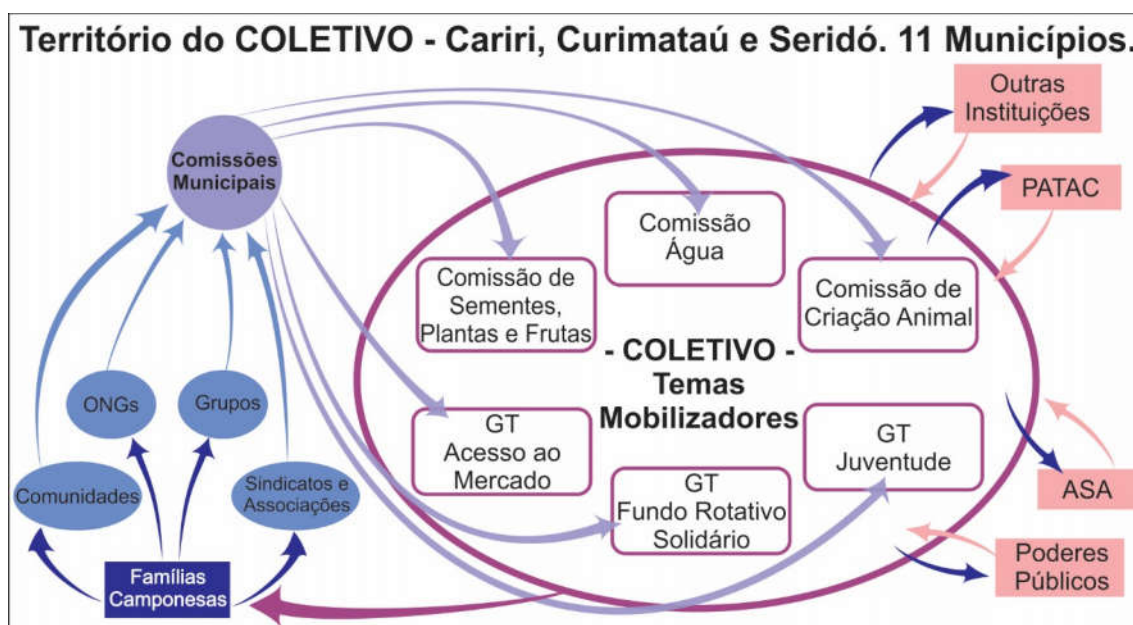 Território do COLETIVO - Cariri, Curimataú e Seridó. 11 Municípios.
Comissões
Municipais
Outras
Instituições
PATAC
Comissão
Água
Comissão de
Sementes,
Plantas e Frutas
Comissão de
Criação Animal
- COLETIVO -
Temas
Mobilizadores
ONGs
Grupos
Comunidades
Sindicatos e
Associações
GT
Acesso ao
Mercado
GT
Fundo Rotativo
Solidário
GT
Juventude
ASA
Famílias
Camponesas
Poderes
Públicos